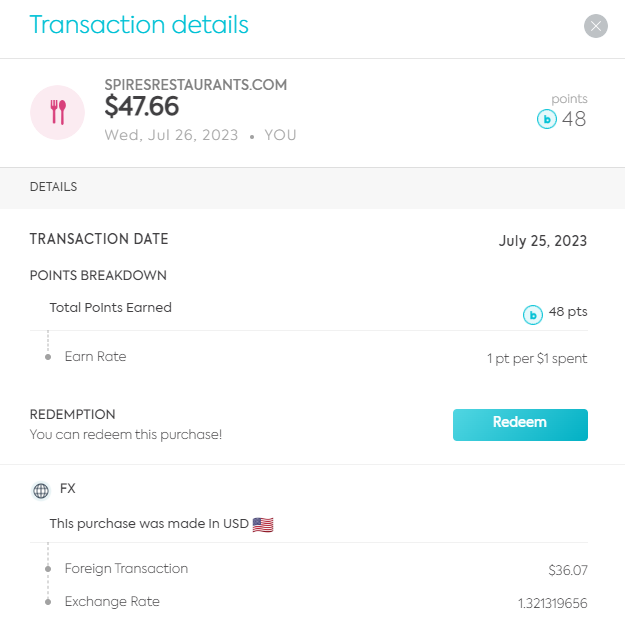 Transaction details
SPIRESRESTAURANTS.COM
$47.66
points
b 48
Wed, Jul 26, 2023 • YOU
DETAILS
TRANSACTION DATE
July 25, 2023
POINTS BREAKDOWN
Total Points Earned
b 48 pts
Earn Rate
1 pt per $1 spent
REDEMPTION
You can redeem this purchase!
Redeem
FX
This purchase was made in USD
Foreign Transaction
$36.07
Exchange Rate
1.321319656